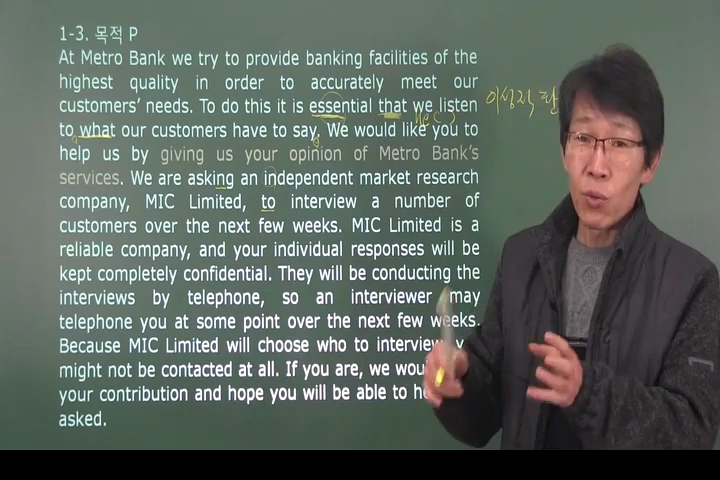 1-3. 목적 P
At Metro Bank we try to provide banking facilities of the
highest quality in order to accurately meet our
customers' needs. To do this it is essential that we listen
to what our customers have to say. We would like you to
help us by giving us your opinion of Metro Bank's
services. We are asking an independent market research
company, MIC Limited, to interview a number of
customers over the next few weeks. MIC Limited is a
reliable company, and your individual responses will be
kept completely confidential. They will be conducting the
interviews by telephone, so an interviewer may
telephone you at some point over the next few weeks.
Because MIC Limited will choose who to interview, y
might not be contacted at all. If you are, we wou
your contribution and hope you will be able to he
asked.